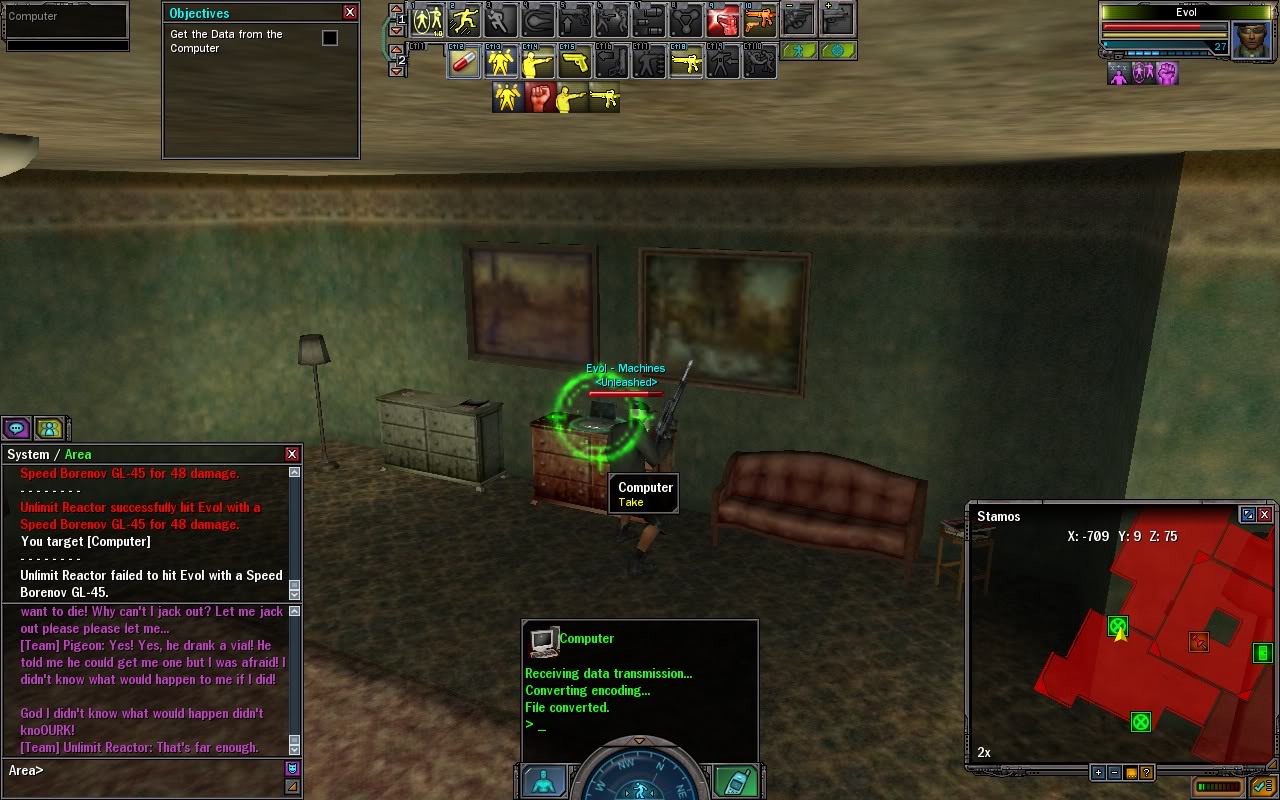 Computer
Objectives
Get the Data from the
Computer
1
2
Evol
27
Evol - Machines
<Unleashed>
Computer
Take
System / Area
Speed Borenov GL-45 for 48 damage.
- - - - - - - -
Unlimit Reactor successfully hit Evol with a
Speed Borenov GL-45 for 48 damage.
You target [Computer]
- - - - - - - -
Unlimit Reactor failed to hit Evol with a Speed
Borenov GL-45.
want to die! Why can't I jack out? Let me jack
out please please let me...
[Team] Pigeon: Yes! Yes, he drank a vial! He
told me he could get me one but I was afraid! I
didn't know what would happen to me if I did!
God I didn't know what would happen didn't
knoOURK!
[Team] Unlimit Reactor: That's far enough.
Area>
Computer
Receiving data transmission...
Converting encoding...
File converted.
> _
W NW N NE
Stamos
X: -709 Y: 9 Z: 75
2x